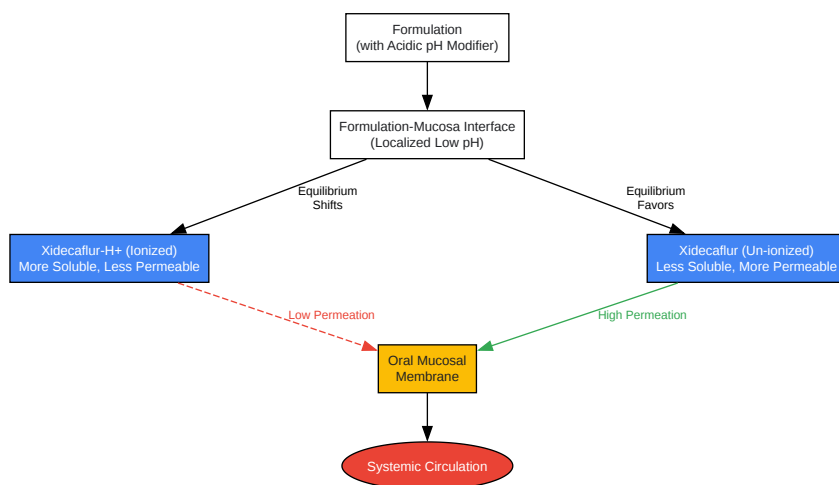 Formulation
(with Acidic pH Modifier)
Formulation-Mucosa Interface
(Localized Low pH)
Equilibrium
Shifts
Equilibrium
Favors
Xidecaflur-H+ (Ionized)
More Soluble, Less Permeable
Xidecaflur (Un-ionized)
Less Soluble, More Permeable
Low Permeation
High Permeation
Oral Mucosal
Membrane
Systemic Circulation